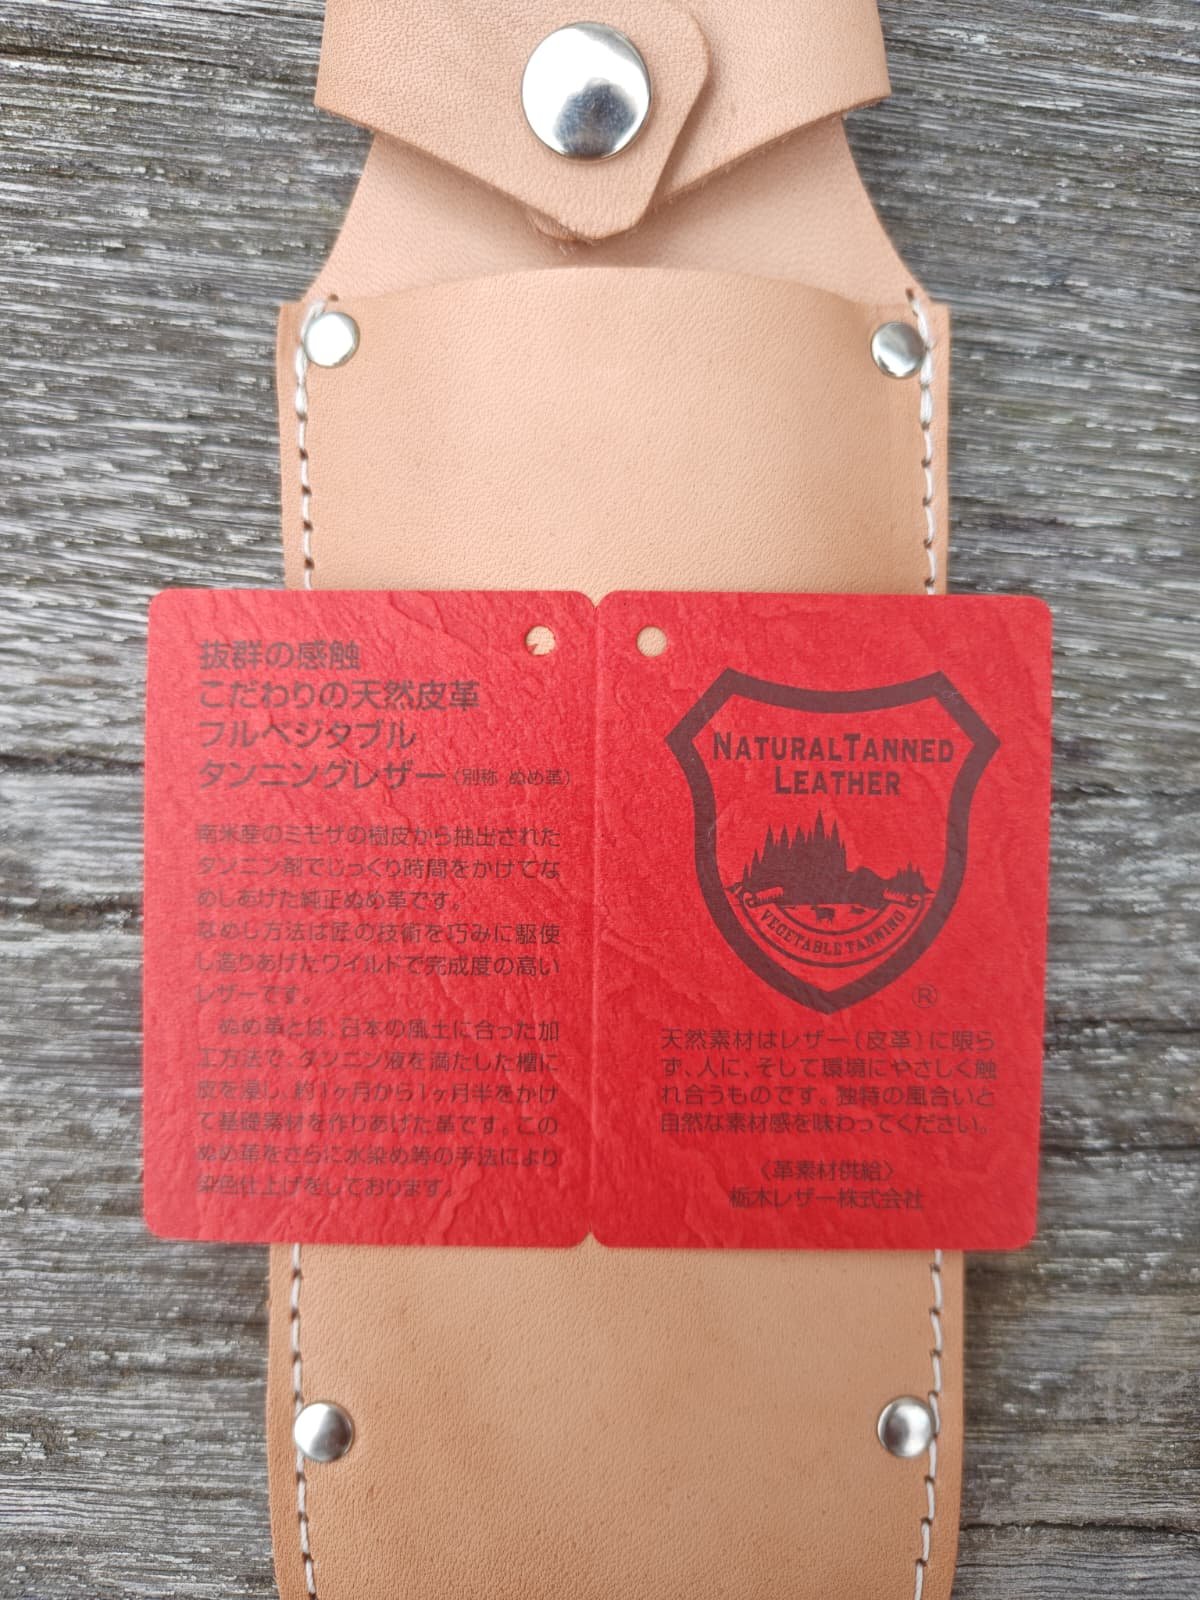 抜群の感触
こだわりの天然皮革
フルベジタブル
タンニングレザー（別称 ぬめ革）
南米産のミモザの樹皮から抽出された
タンニン剤でじっくり時間をかけてな
めしあげた純正ぬめ革です。
なめし方法は匠の技術を巧みに駆使
し造りあげたワイルドで完成度の高い
レザーです。
ぬめ革とは、日本の風土に合った加
工方法で、タンニン液を満たした槽に
皮を浸し、約1ヶ月から1ヶ月半をかけ
て基礎素材を作りあげた革です。この
ぬめ革をさらに水染め等の手法により
染色仕上げをしております。
NATURAL TANNED
LEATHER
VEGETABLE TANNING
®
天然素材はレザー（皮革）に限ら
ず、人に、そして環境にやさしく触
れ合うものです。独特の風合いと
自然な素材感を味わってください。
〈革素材供給〉
栃木レザー株式会社